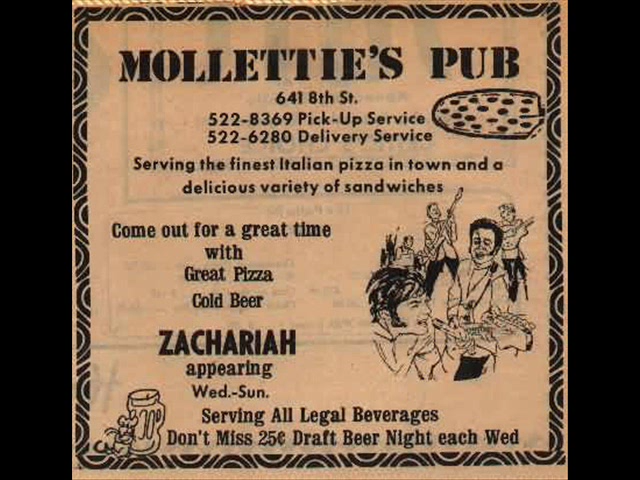 MOLLETTIE'S PUB
641 8th St.
522-8369 Pick-Up Service
522-6280 Delivery Service
Serving the finest Italian pizza in town and a
delicious variety of sandwiches
Come out for a great time
with
Great Pizza
Cold Beer
ZACHARIAH
appearing
Wed.-Sun.
Serving All Legal Beverages
Don't Miss 25¢ Draft Beer Night each Wed